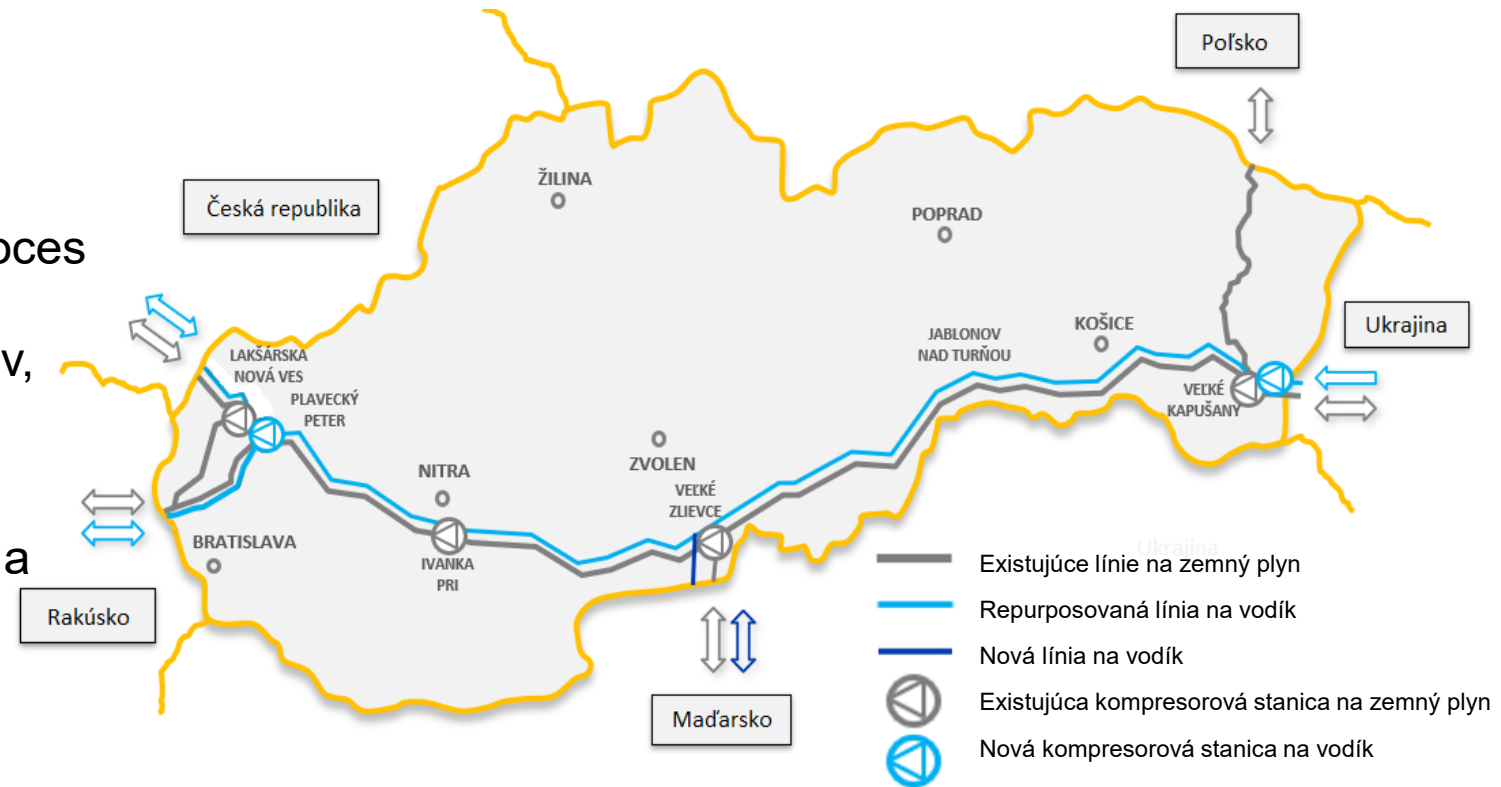 Poľsko
Česká republika
ŽILINA
POPRAD
oces
Ukrajina
KOŠICE
JABLONOV
NAD TURŇOU
LAKŠÁRSKA
NOVÁ VES
v,
PLAVECKÝ
PETER
VEĽKÉ
KAPUŠANY
NITRA
ZVOLEN
VEĽKÉ
ZLIEVCE
BRATISLAVA
IVANKA
PRI
a
Rakúsko
Maďarsko
Ukrajina
Existujúce línie na zemný plyn
Repurposovaná línia na vodík
Nová línia na vodík
Existujúca kompresorová stanica na zemný plyn
Nová kompresorová stanica na vodík